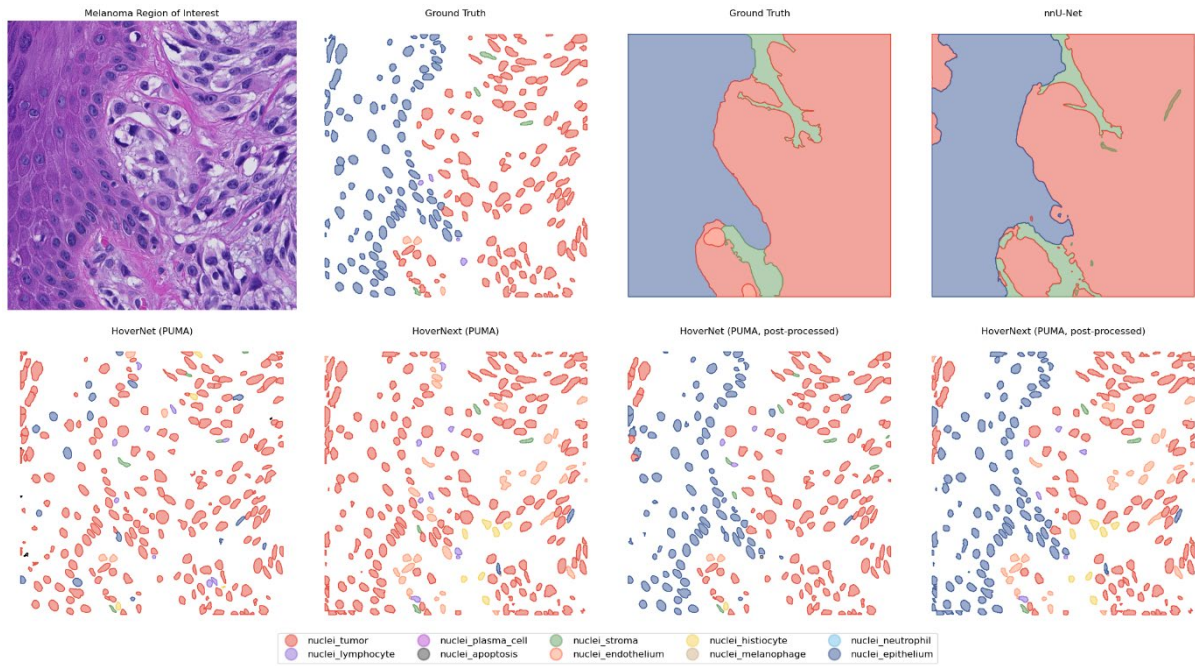 Melanoma Region of Interest
Ground Truth
Ground Truth
nnU-Net
HoverNet (PUMA)
HoverNext (PUMA)
HoverNet (PUMA, post-processed)
HoverNext (PUMA, post-processed)
nuclei_tumor
nuclei_plasma_cell
nuclei_stroma
nuclei_histiocyte
nuclei_neutrophil
nuclei_lymphocyte
nuclei_apoptosis
nuclei_endothelium
nuclei_melanophage
nuclei_epithelium